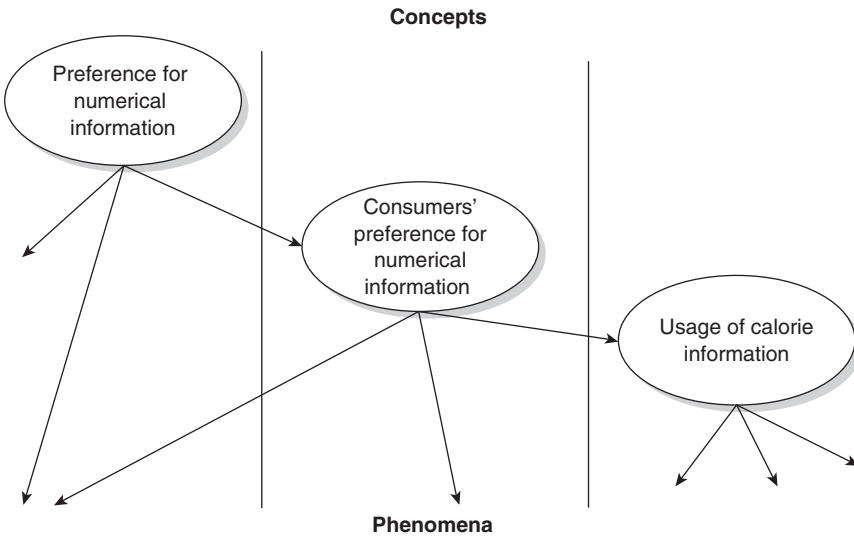 Concepts
Preference for
numerical
information
Consumers’
preference for
numerical
information
Usage of calorie
information
Phenomena